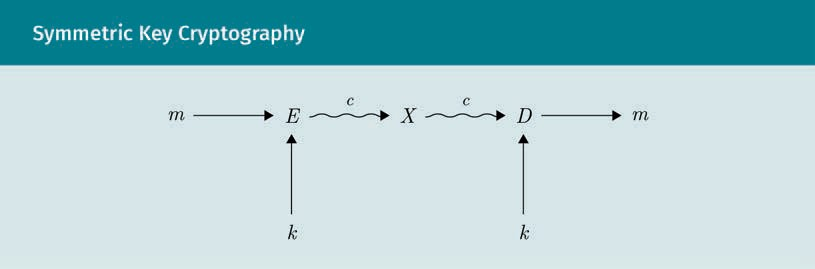 Symmetric Key Cryptography
c c
m E X D m
k k